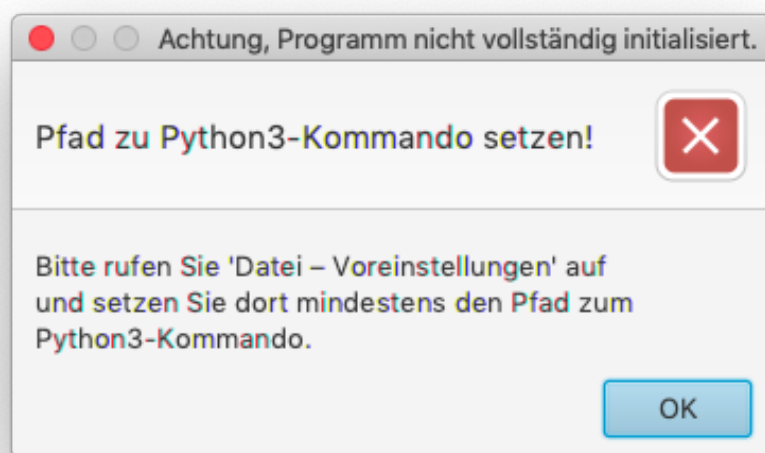 Achtung, Programm nicht vollständig initialisiert.
Pfad zu Python3-Kommando setzen!
Bitte rufen Sie 'Datei – Voreinstellungen' auf
und setzen Sie dort mindestens den Pfad zum
Python3-Kommando.
OK